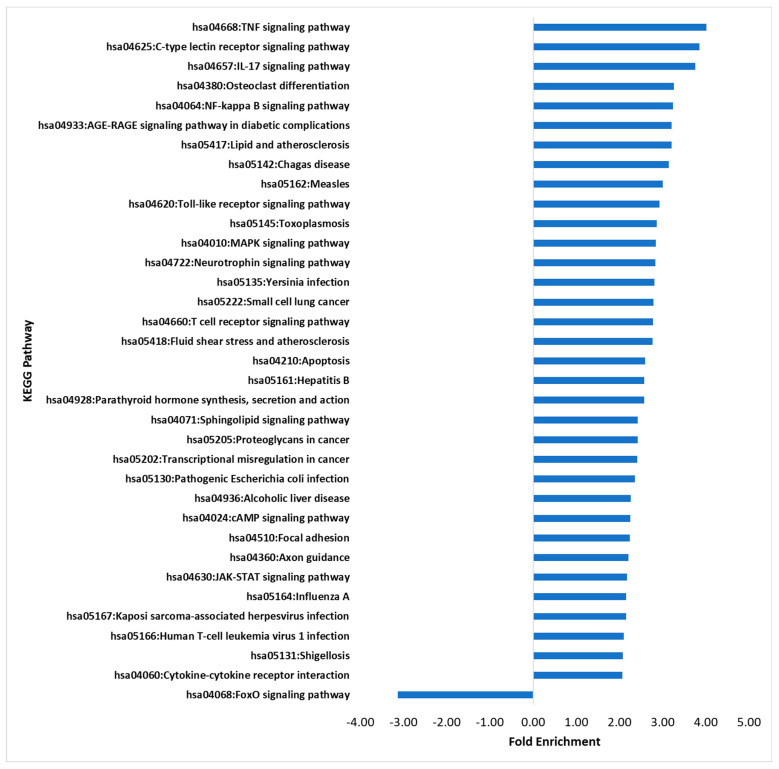 hsa04668:TNF signaling pathway
hsa04625:C-type lectin receptor signaling pathway
hsa04657:IL-17 signaling pathway
hsa04380:Osteoclast differentiation
hsa04064:NF-kappa B signaling pathway
hsa04933:AGE-RAGE signaling pathway in diabetic complications
hsa05417:Lipid and atherosclerosis
hsa05142:Chagas disease
hsa05162:Measles
hsa04620:Toll-like receptor signaling pathway
hsa05145:Toxoplasmosis
hsa04010:MAPK signaling pathway
hsa04722:Neurotrophin signaling pathway
hsa05135:Yersinia infection
hsa05222:Small cell lung cancer
hsa04660:T cell receptor signaling pathway
hsa05418:Fluid shear stress and atherosclerosis
hsa04210:Apoptosis
hsa05161:Hepatitis B
hsa04928:Parathyroid hormone synthesis, secretion and action
hsa04071:Sphingolipid signaling pathway
hsa05205:Proteoglycans in cancer
hsa05202:Transcriptional misregulation in cancer
hsa05130:Pathogenic Escherichia coli infection
hsa04936:Alcoholic liver disease
hsa04024:cAMP signaling pathway
hsa04510:Focal adhesion
hsa04360:Axon guidance
hsa04630:JAK-STAT signaling pathway
hsa05164:Influenza A
hsa05167:Kaposi sarcoma-associated herpesvirus infection
hsa05166:Human T-cell leukemia virus 1 infection
hsa05131:Shigellosis
hsa04060:Cytokine-cytokine receptor interaction
hsa04068:FoxO signaling pathway
KEGG Pathway
-4.00 -3.00 -2.00 -1.00 0.00 1.00 2.00 3.00 4.00 5.00
Fold Enrichment